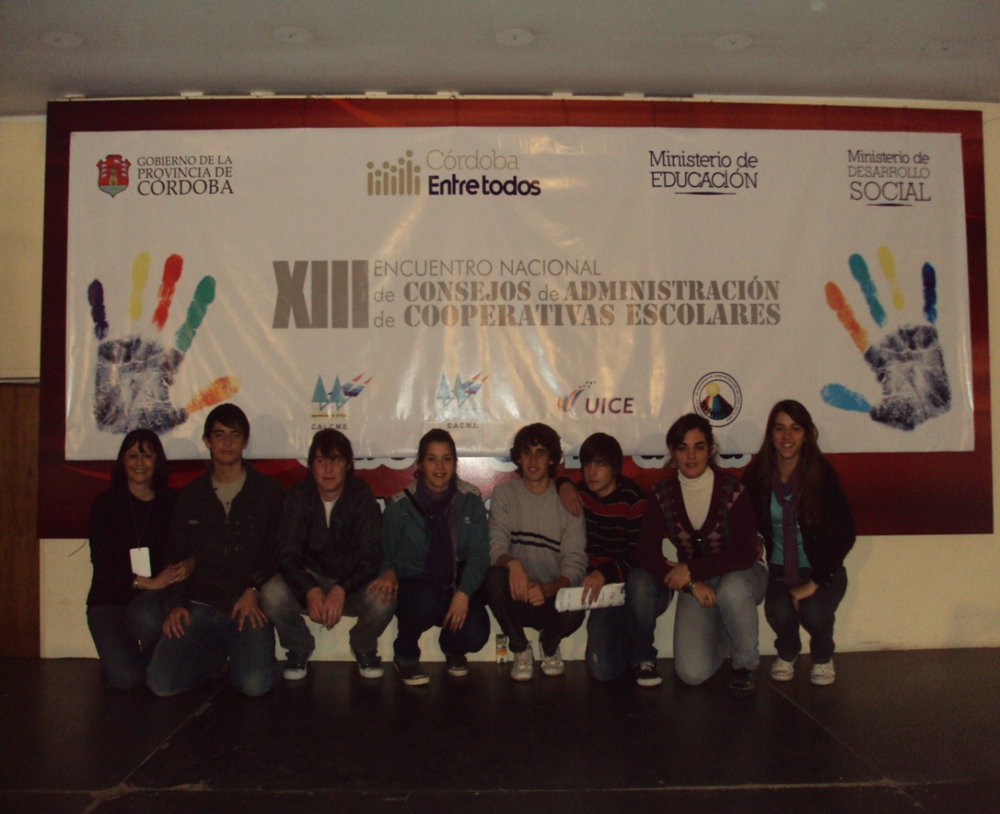 GOBIERNO DE LA
PROVINCIA DE
CÓRDOBA
Córdoba
Entre todos
Ministerio de
EDUCACIÓN
Ministerio de
DESARROLLO
SOCIAL
XIII ENCUENTRO NACIONAL
de CONSEJOS de ADMINISTRACIÓN
de COOPERATIVAS ESCOLARES
C.A.C.M.E.
UICE